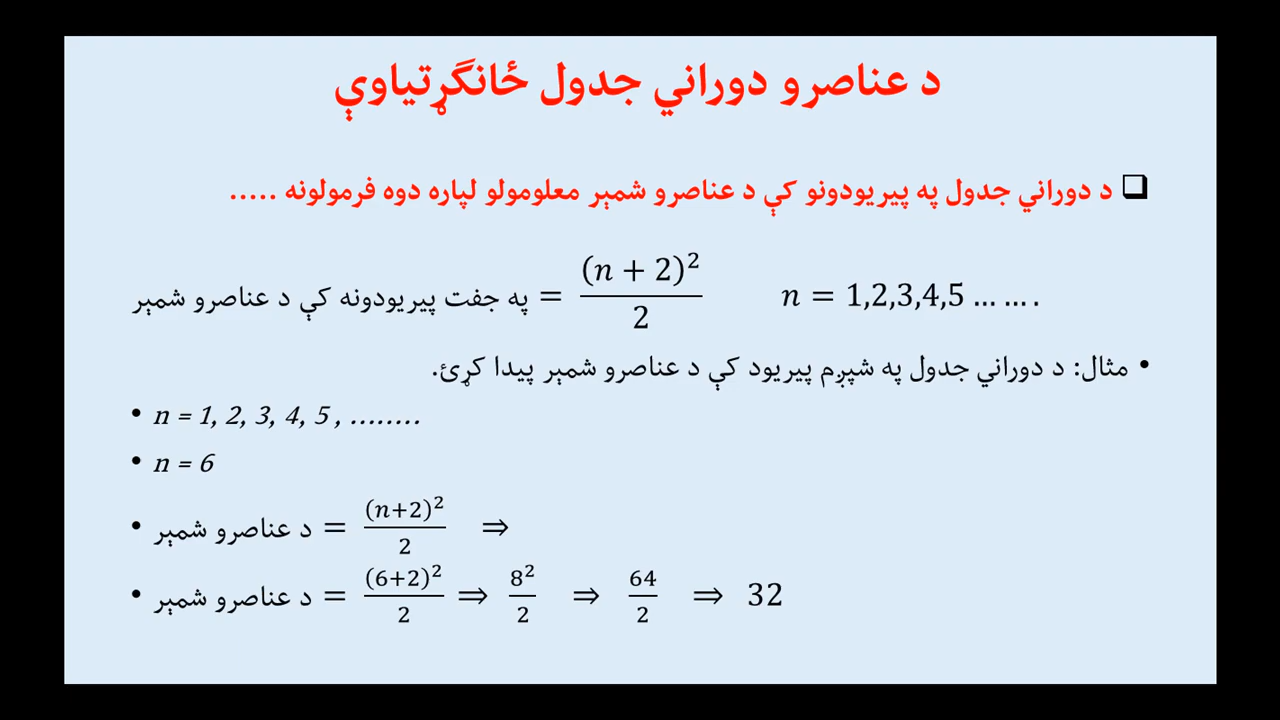 د عناصرو دوراني جدول ځانګړتیاوې
❑ د دوراني جدول په پیریودونو کې د عناصرو شمېر معلومولو لپاره دوه فرمولونه .....
په جفت پیریودونه کې د عناصرو شمېر = (n + 2)²/2 n = 1,2,3,4,5 ... ... .
• مثال: د دوراني جدول په شپږم پیریود کې د عناصرو شمېر پیدا کړئ.
• n = 1, 2, 3, 4, 5 , ........
• n = 6
• د عناصرو شمېر = (n+2)²/2 ⇒
• د عناصرو شمېر = (6+2)²/2 ⇒ 8²/2 ⇒ 64/2 ⇒ 32